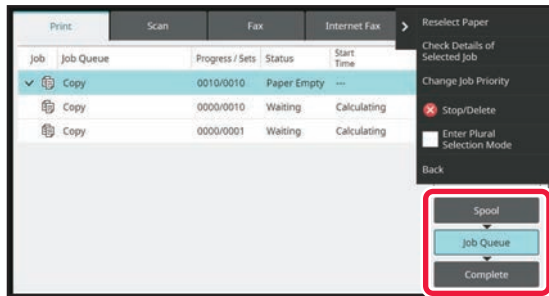 Print
Scan
Fax
Internet Fax
Job
Job Queue
Progress / Sets
Status
Start
Time
Copy
0010/0010
Paper Empty
---
Copy
0000/0010
Waiting
Calculating
Copy
0000/0001
Waiting
Calculating
Reselect Paper
Check Details of
Selected Job
Change Job Priority
Stop/Delete
Enter Plural
Selection Mode
Back
Spool
Job Queue
Complete